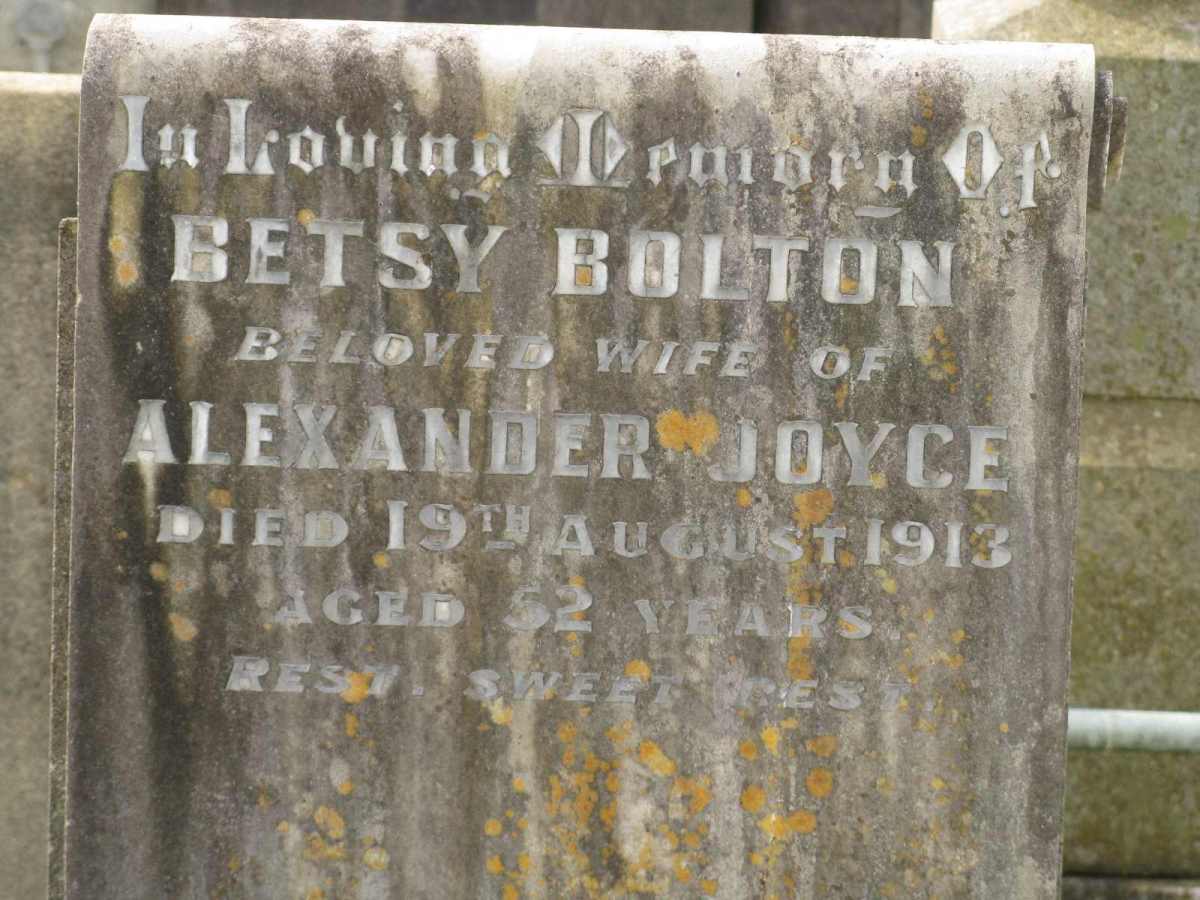 In Loving Memory Of
BETSY BOLTON
BELOVED WIFE OF
ALEXANDER JOYCE
DIED 19TH AUGUST 1913
AGED 52 YEARS.
REST. SWEET REST.